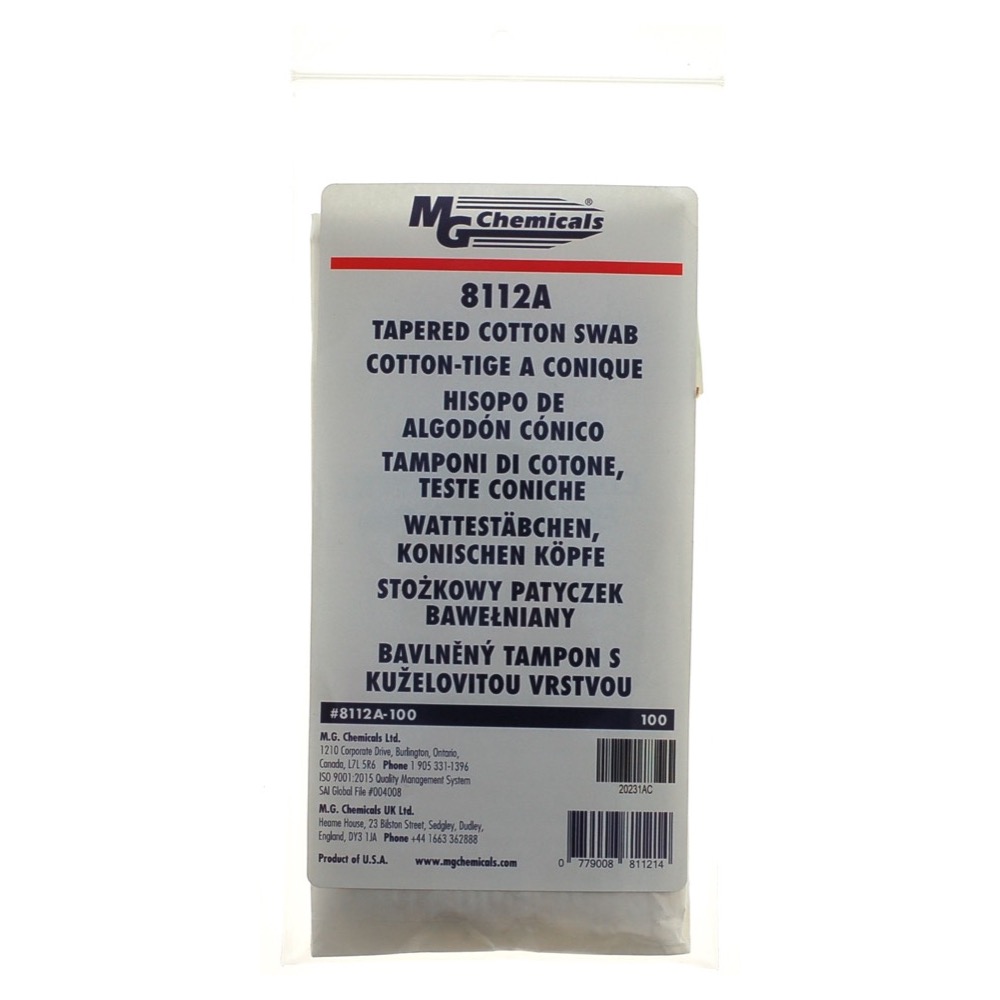 MG Chemicals®
8112A
TAPERED COTTON SWAB
COTTON-TIGE A CONIQUE
HISOPO DE
ALGODÓN CÓNICO
TAMPONI DI COTONE,
TESTE CONICHE
WATTESTÄBCHEN,
KONISCHEN KÖPFE
STOŻKOWY PATYCZEK
BAWEŁNIANY
BAVLNĚNÝ TAMPON S
KUŽELOVITOU VRSTVOU
#8112A-100 100
M.G. Chemicals Ltd.
1210 Corporate Drive, Burlington, Ontario,
Canada, L7L 5R6 Phone 1 905 331-1396
ISO 9001:2015 Quality Management System
SAI Global File #004008
20231AC
M.G. Chemicals UK Ltd.
Hearne House, 23 Bilston Street, Sedgley, Dudley,
England, DY3 1JA Phone +44 1663 362888
Product of U.S.A. www.mgchemicals.com
0 779008 811214